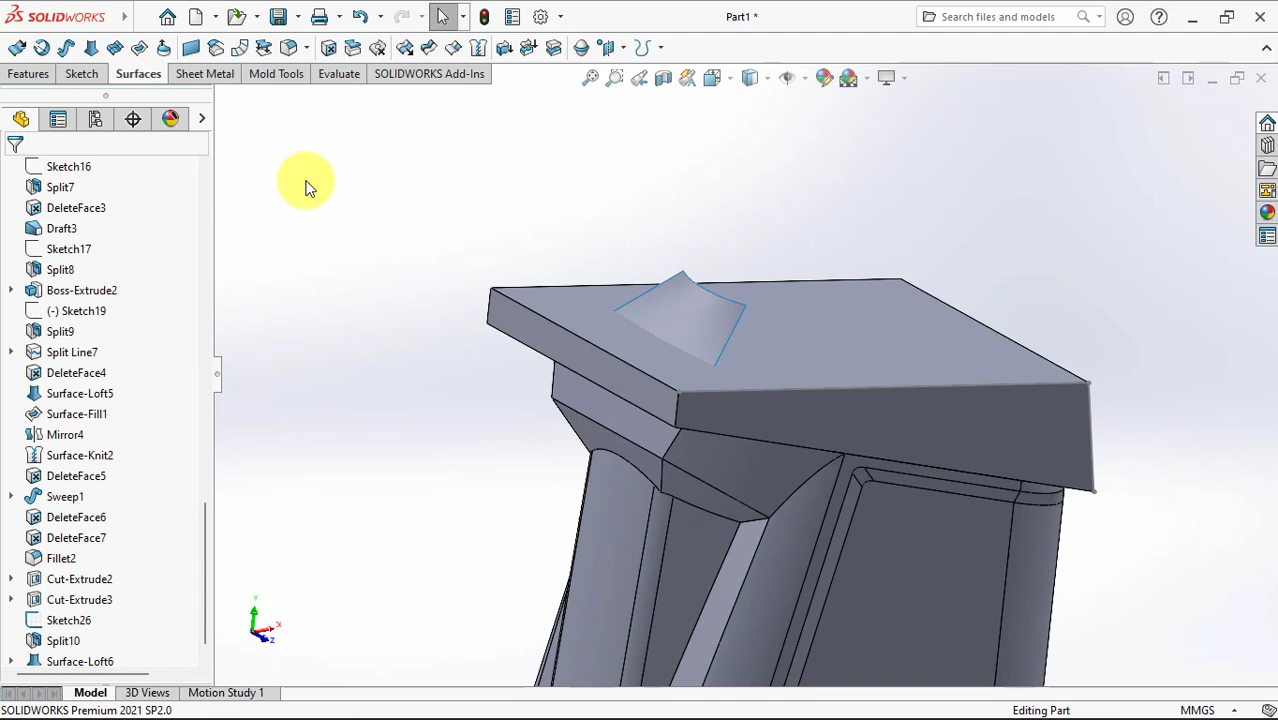 SOLIDWORKS
Part1 *
Search files and models
Features Sketch Surfaces Sheet Metal Mold Tools Evaluate SOLIDWORKS Add-Ins
Sketch16
Split7
DeleteFace3
Draft3
Sketch17
Split8
Boss-Extrude2
(-) Sketch19
Split9
Split Line7
DeleteFace4
Surface-Loft5
Surface-Fill1
Mirror4
Surface-Knit2
DeleteFace5
Sweep1
DeleteFace6
DeleteFace7
Fillet2
Cut-Extrude2
Cut-Extrude3
Sketch26
Split10
Surface-Loft6
Y
X
Z
Model 3D Views Motion Study 1
SOLIDWORKS Premium 2021 SP2.0
Editing Part
MMGS